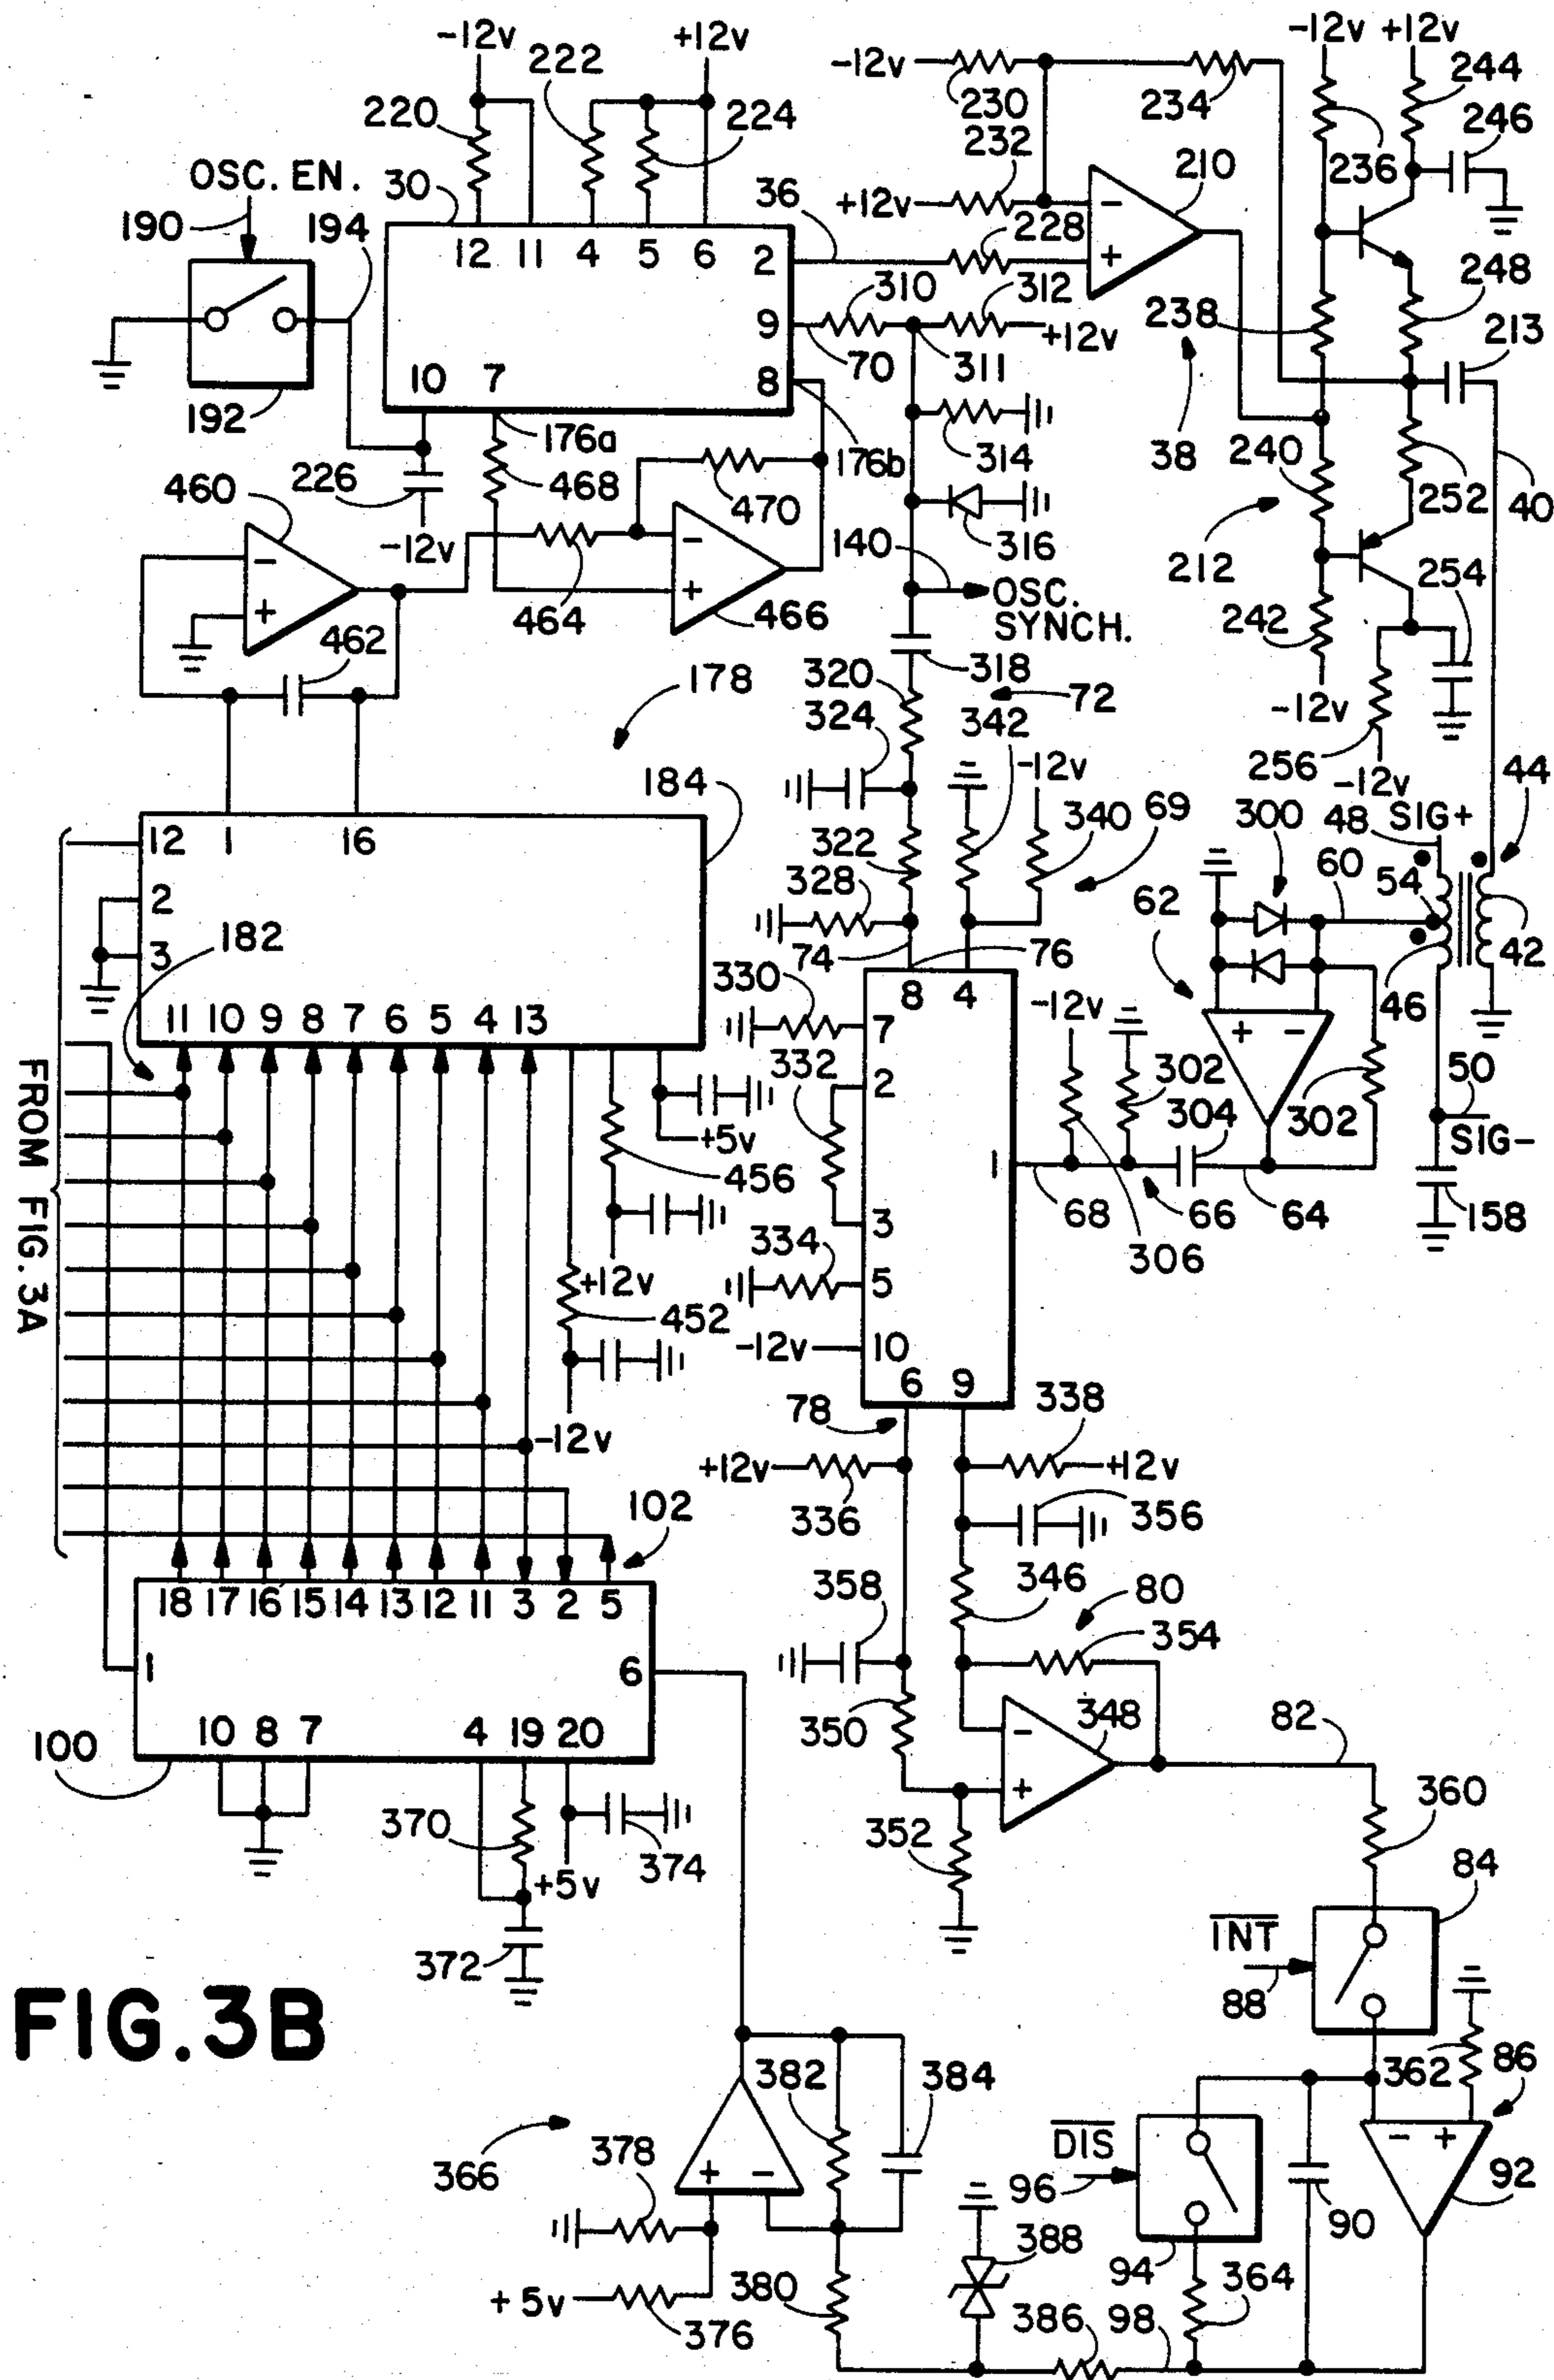 -12v +12v -12v +12v
222 -12v 230 234 244
220 224 232 236 246
OSC. EN. 30 36 210
190 194 +12v 228
12 11 4 5 6 2 - +
310 312 248
9 238 213
70 311 +12v
10 7 8
192 176a 176b 314 38 240
226 468 470 252 40
460 -12v 140 316 212 254
- + - +
464 466 OSC.
SYNCH. 242
462 318
178 320 72 -12v
324 342 256 -12v 44
184 -12v 300 48 SIG+
12 1 16 322 340 69 60 54
2 328 62
3 182 74 76 46 42
330 8 4 -12v + -
11 10 9 8 7 6 5 4 13 7
332 2 302 304 302 50
+5v SIG-
456 1
3 68 66 64 158
334 306
+12v 5
452 -12v 10
6 9
-12v 78 338
+12v +12v
102 336 356
FROM FIG. 3A
18 17 16 15 14 13 12 11 3 2 5
358 346 80
354
1 6
10 8 7 4 19 20 350 - 348 82
100 +
370 374 352 360
+5v 84
372 INT
88
FIG. 3B
382 384 362 86
366 378 DIS - +
+ - 96 92
388 90
+5v 380 94 364
376 386 98